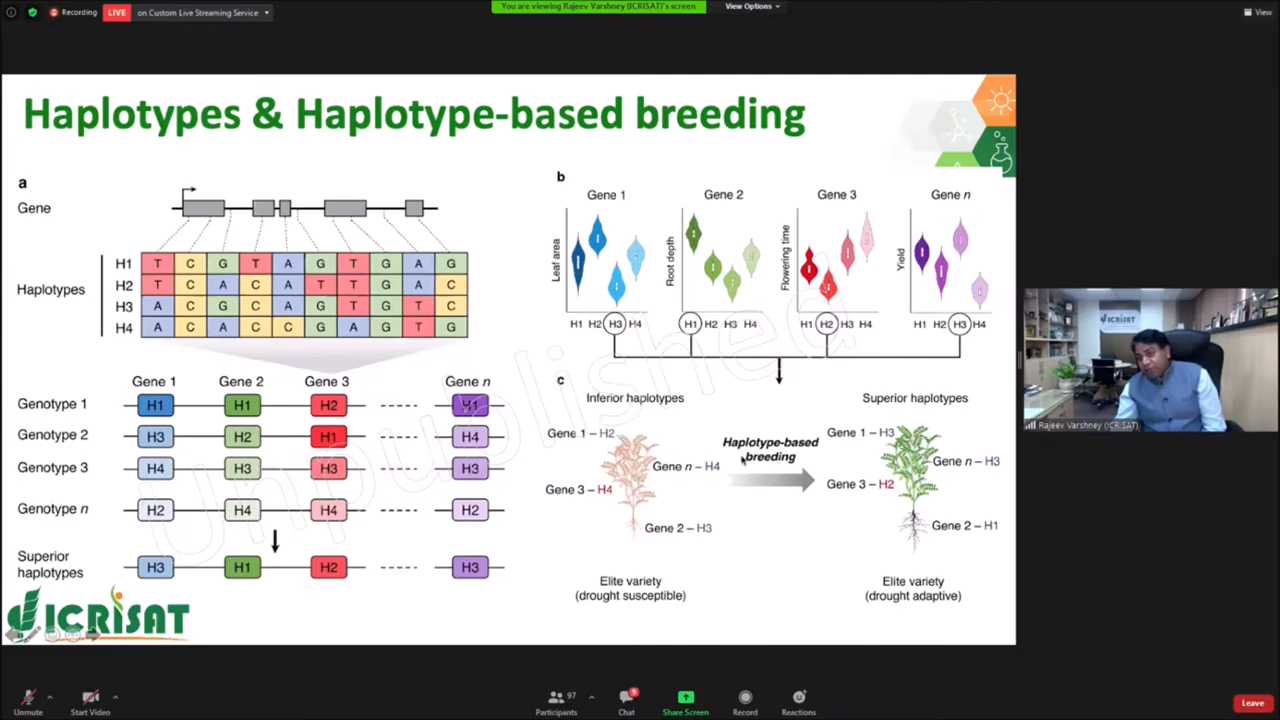 Recording LIVE on Custom Live Streaming Service
You are viewing Rajeev Varshney (ICRISAT)'s screen
View Options
View
Haplotypes & Haplotype-based breeding
a
Gene
Haplotypes
H1 T C G T A G T G A G
H2 T C A C A T T G A C
H3 A C G C A G T G T C
H4 A C A C C G A G T G
Gene 1 Gene 2 Gene 3 Gene n
Genotype 1 H1 H1 H2 H1
Genotype 2 H3 H2 H1 H4
Genotype 3 H4 H3 H3 H3
Genotype n H2 H4 H4 H2
Superior
haplotypes
H3 H1 H2 H3
ICRISAT
b
Gene 1 Gene 2 Gene 3 Gene n
Leaf area
Root depth
Flowering time
Yield
H1 H2 H3 H4 H1 H2 H3 H4 H1 H2 H3 H4 H1 H2 H3 H4
c
Inferior haplotypes
Superior haplotypes
Gene 1 – H2
Gene n – H4
Gene 3 – H4
Gene 2 – H3
Haplotype-based
breeding
Gene 1 – H3
Gene n – H3
Gene 3 – H2
Gene 2 – H1
Elite variety
(drought susceptible)
Elite variety
(drought adaptive)
Unpublished
ICRISAT
Rajeev Varshney (ICRISAT)
Unmute
Start Video
97
Participants
9
Chat
Share Screen
Record
Reactions
Leave